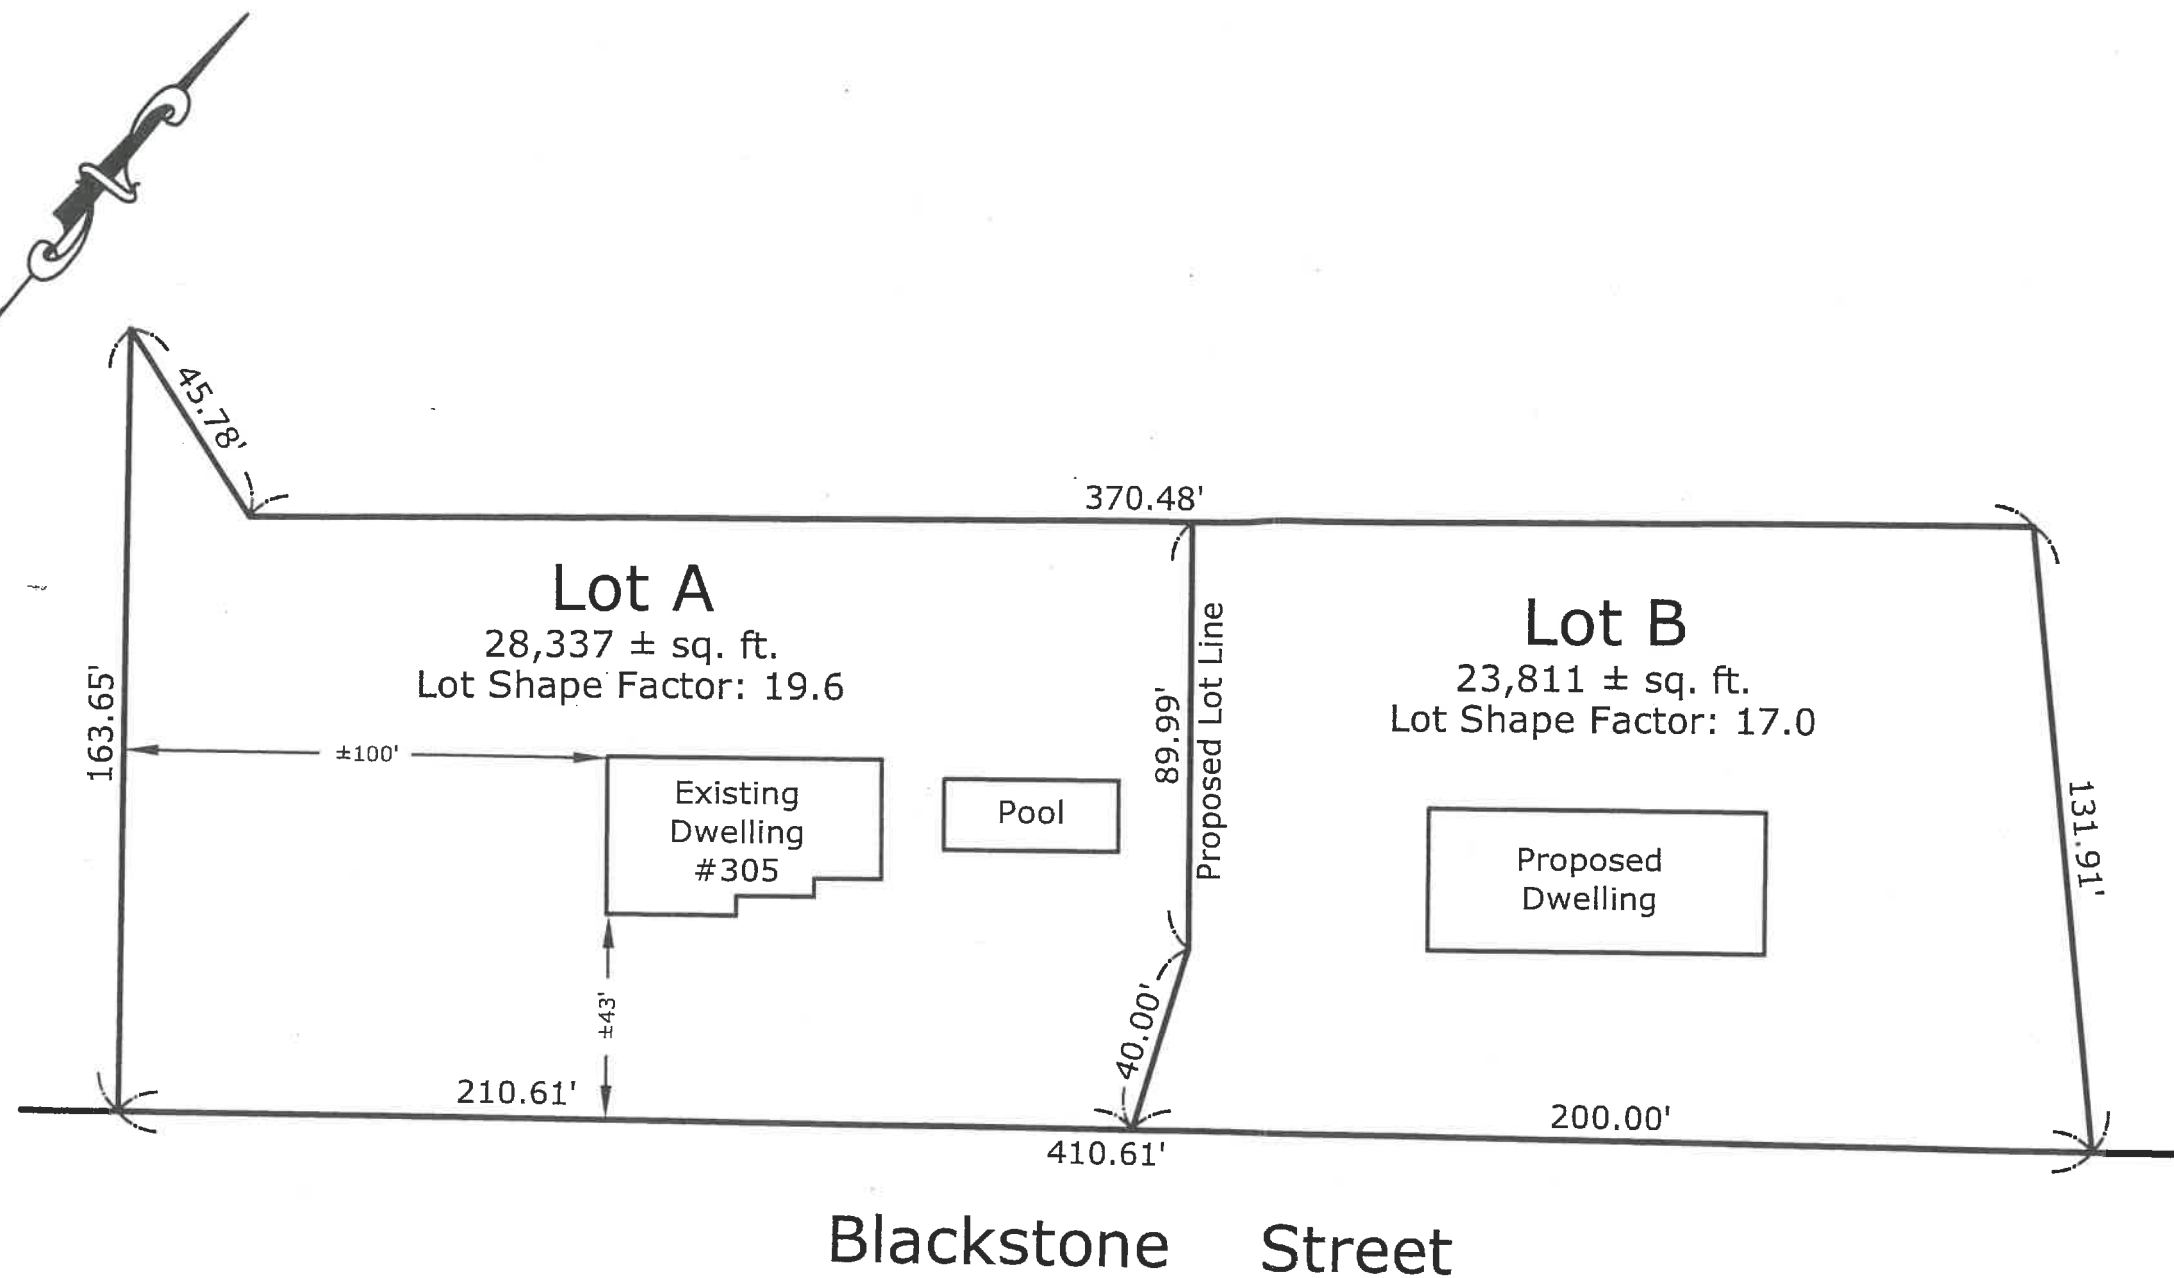 45.78'
370.48'
Lot A
28,337 ± sq. ft.
Lot Shape Factor: 19.6
Lot B
23,811 ± sq. ft.
Lot Shape Factor: 17.0
163.65'
±100'
Existing
Dwelling
#305
Pool
89.99'
Proposed Lot Line
Proposed
Dwelling
131.91'
±43'
40.00'
210.61'
200.00'
410.61'
Blackstone Street